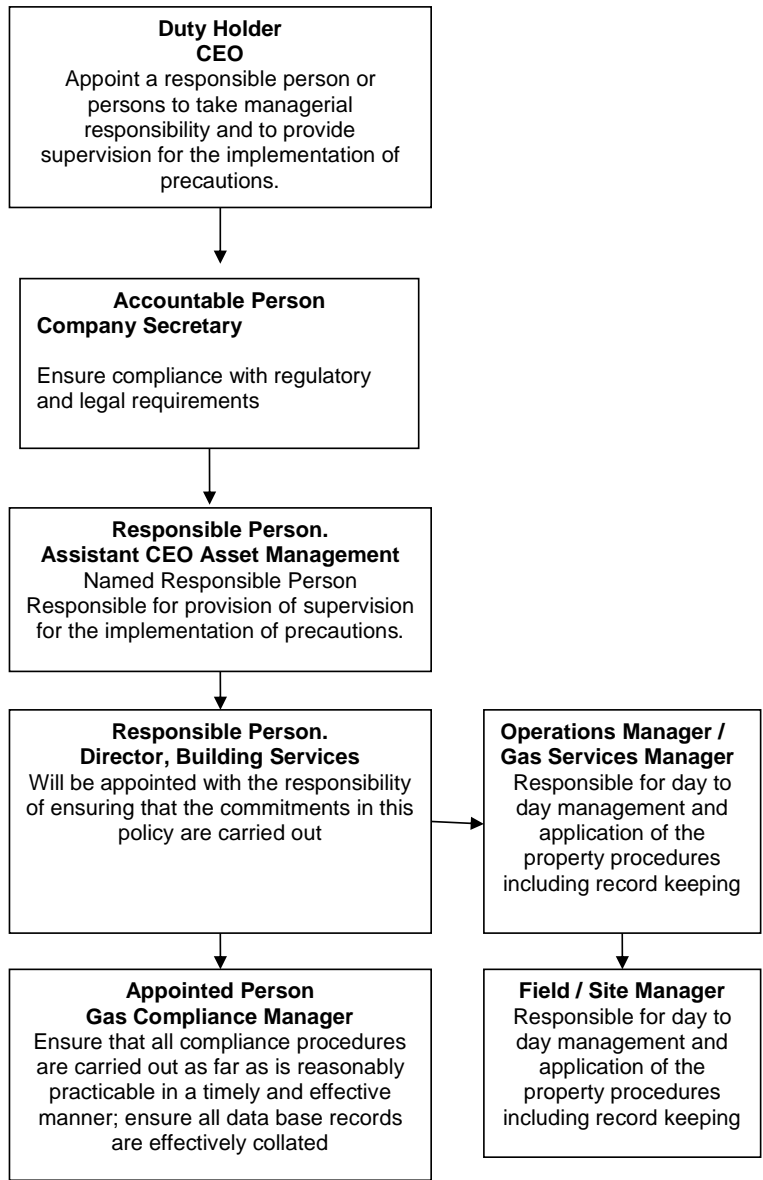 Duty Holder
CEO
Appoint a responsible person or
persons to take managerial
responsibility and to provide
supervision for the implementation of
precautions.
Accountable Person
Company Secretary
Ensure compliance with regulatory
and legal requirements
Responsible Person.
Assistant CEO Asset Management
Named Responsible Person
Responsible for provision of supervision
for the implementation of precautions.
Responsible Person.
Director, Building Services
Will be appointed with the responsibility
of ensuring that the commitments in this
policy are carried out
Operations Manager /
Gas Services Manager
Responsible for day to
day management and
application of the
property procedures
including record keeping
Appointed Person
Gas Compliance Manager
Ensure that all compliance procedures
are carried out as far as is reasonably
practicable in a timely and effective
manner; ensure all data base records
are effectively collated
Field / Site Manager
Responsible for day to
day management and
application of the
property procedures
including record keeping